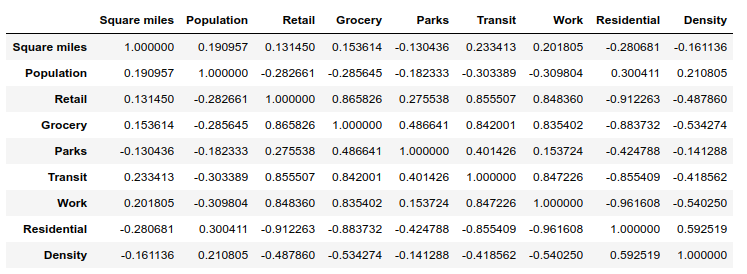 Square miles Population Retail Grocery Parks Transit Work Residential Density
Square miles 1.000000 0.190957 0.131450 0.153614 -0.130436 0.233413 0.201805 -0.280681 -0.161136
Population 0.190957 1.000000 -0.282661 -0.285645 -0.182333 -0.303389 -0.309804 0.300411 0.210805
Retail 0.131450 -0.282661 1.000000 0.865826 0.275538 0.855507 0.848360 -0.912263 -0.487860
Grocery 0.153614 -0.285645 0.865826 1.000000 0.486641 0.842001 0.835402 -0.883732 -0.534274
Parks -0.130436 -0.182333 0.275538 0.486641 1.000000 0.401426 0.153724 -0.424788 -0.141288
Transit 0.233413 -0.303389 0.855507 0.842001 0.401426 1.000000 0.847226 -0.855409 -0.418562
Work 0.201805 -0.309804 0.848360 0.835402 0.153724 0.847226 1.000000 -0.961608 -0.540250
Residential -0.280681 0.300411 -0.912263 -0.883732 -0.424788 -0.855409 -0.961608 1.000000 0.592519
Density -0.161136 0.210805 -0.487860 -0.534274 -0.141288 -0.418562 -0.540250 0.592519 1.000000